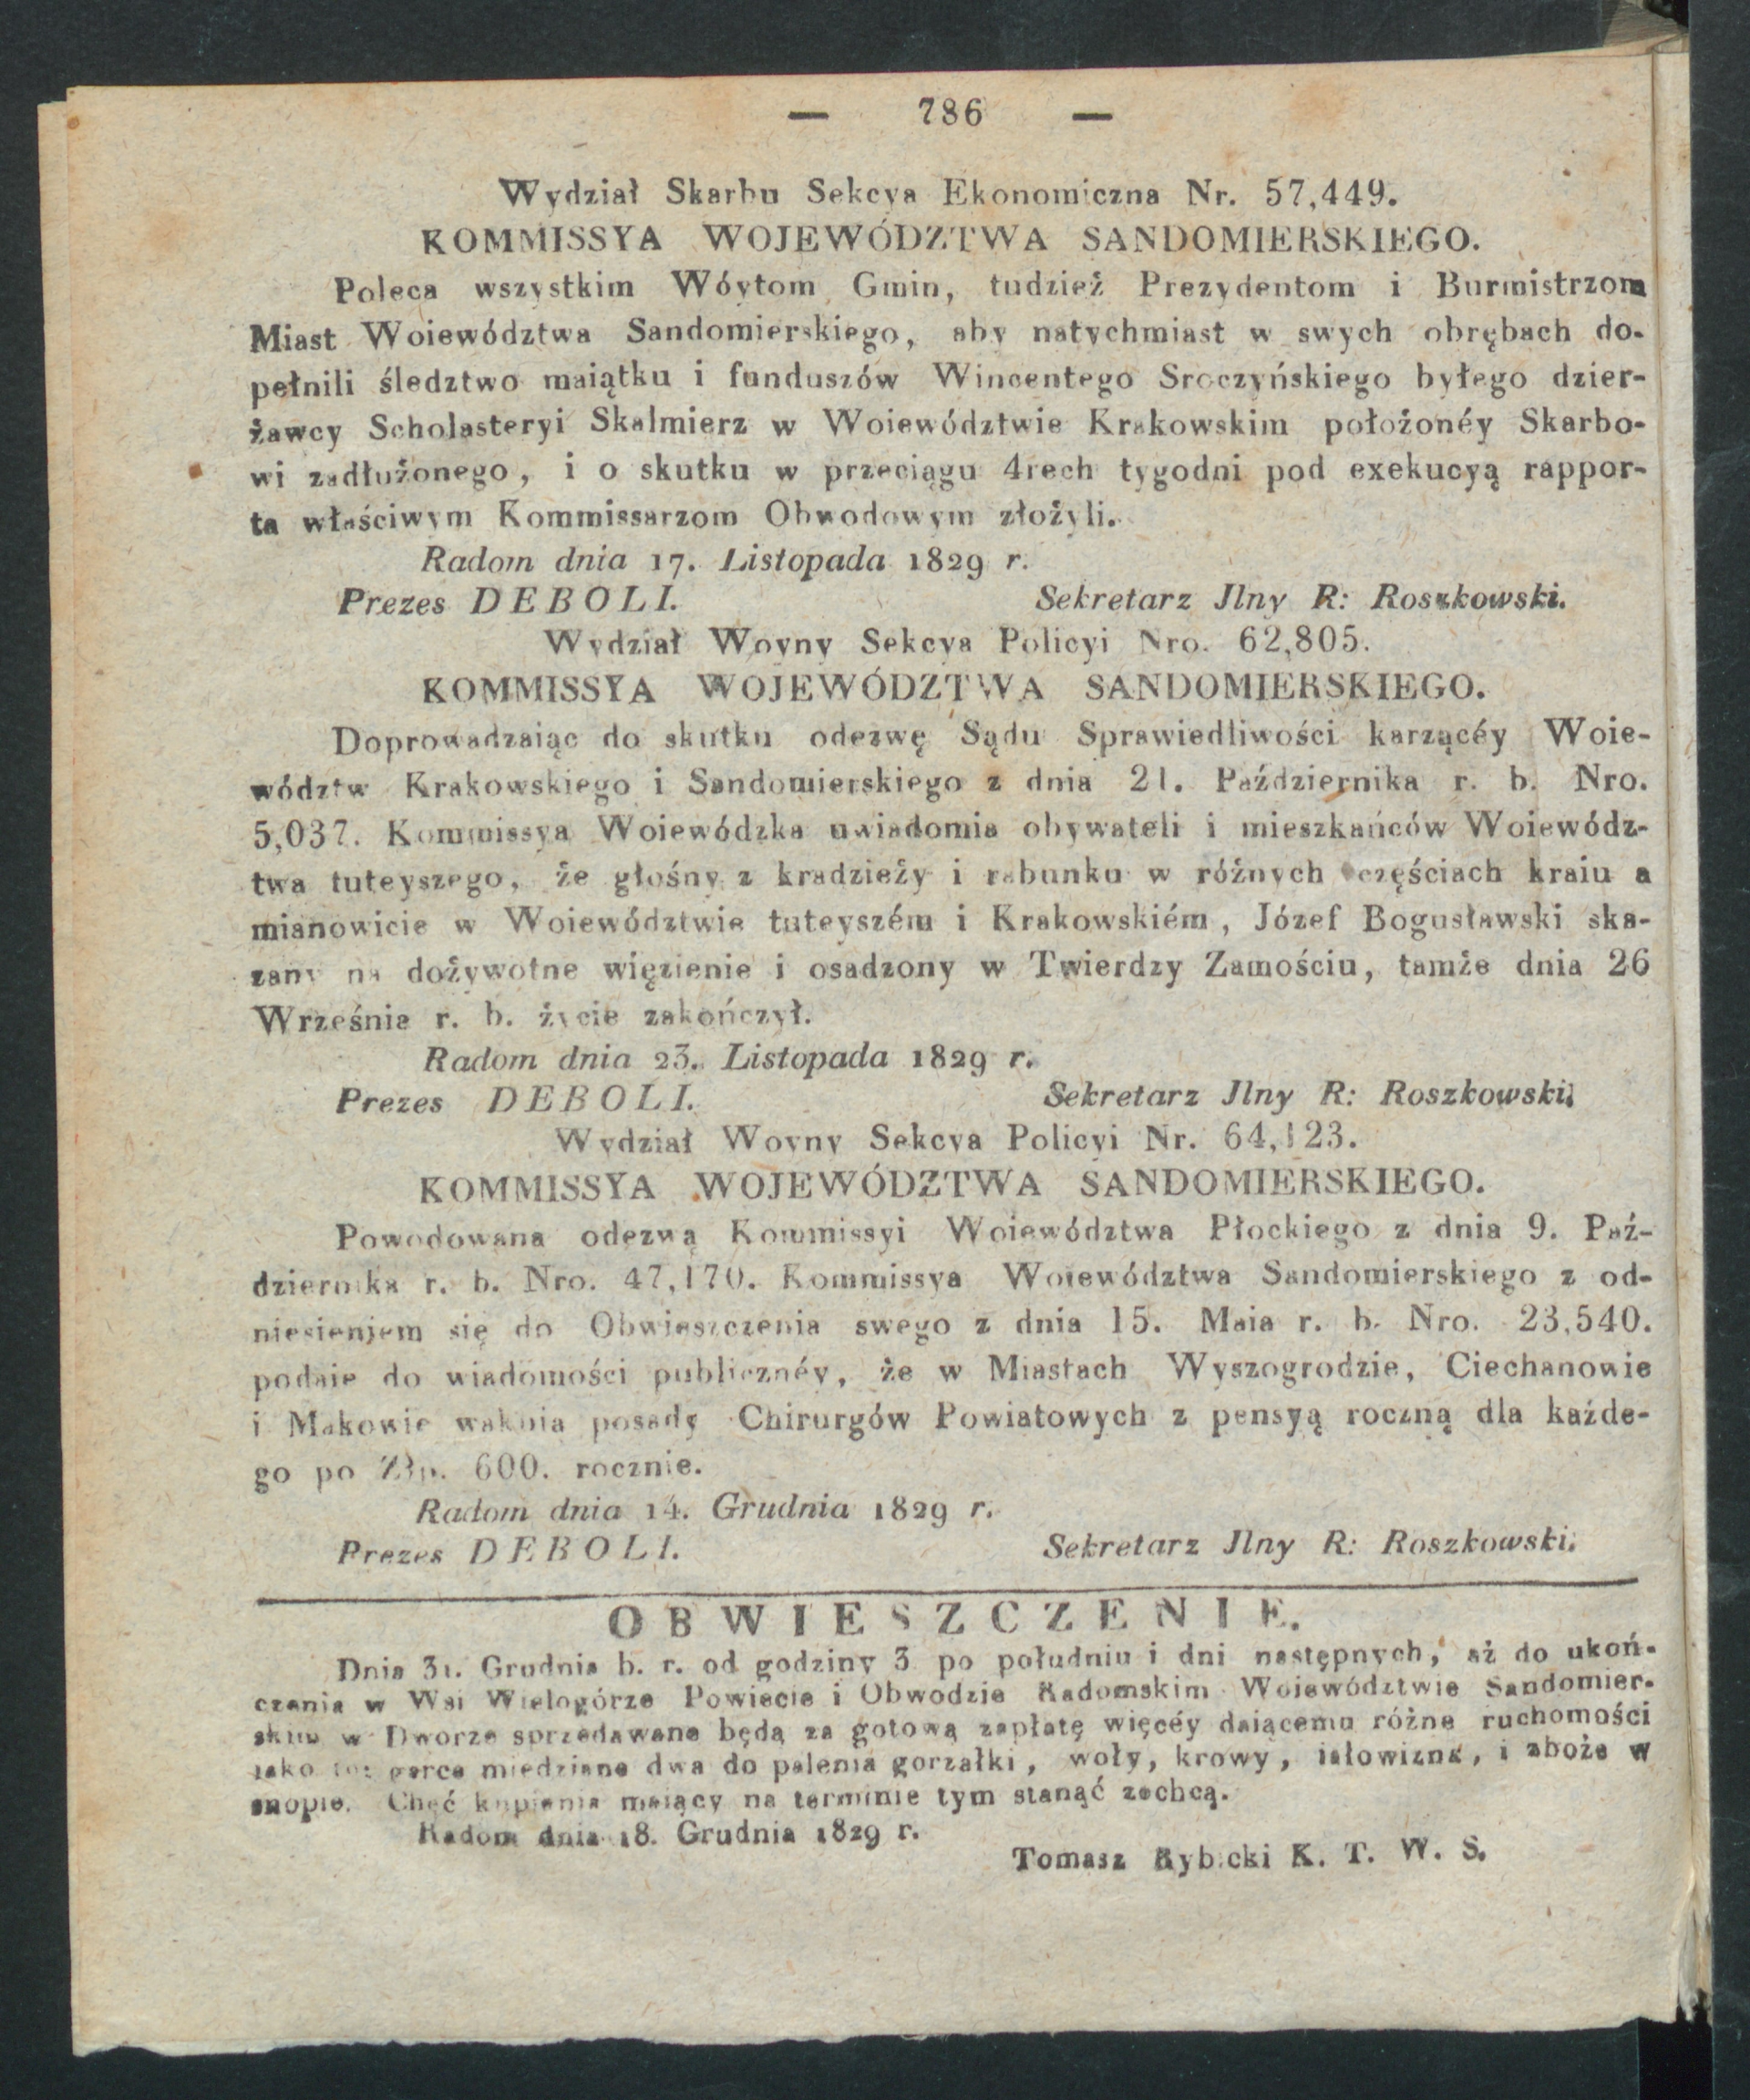 — 786 —
Wydział Skarbu Sekcya Ekonomiczna Nr. 57,449.
KOMMISSYA WOJEWÓDZTWA SANDOMIERSKIEGO.
Poleca wszystkim Wóytom Gmin, tudzież Prezydentom i Burmistrzom
Miast Woiewództwa Sandomierskiego, aby natychmiast w swych obrębach do-
pełnili śledztwo maiątku i funduszów Wincentego Sroczyńskiego byłego dzier-
żawcy Scholasteryi Skalmierz w Woiewództwie Krakowskim położonéy Skarbo-
wi zadłużonego, i o skutku w przeciągu 4rech tygodni pod exekucyą rappor-
ta właściwym Kommissarzom Obwodowym złożyli.
Radom dnia 17. Listopada 1829 r.
Prezes DEBOLI. Sekretarz Jlny R: Roszkowski.
Wydział Woyny Sekcya Policyi Nro. 62,805.
KOMMISSYA WOJEWÓDZTWA SANDOMIERSKIEGO.
Doprowadzaiąc do skutku odezwę Sądu Sprawiedliwości karzącéy Woie-
wództw Krakowskiego i Sandomierskiego z dnia 21. Października r. b. Nro.
5,037. Kommissya Woiewódzka uwiadomia obywateli i mieszkańców Woiewódz-
twa tuteyszego, że głośny z kradzieży i rabunku w różnych częściach kraiu a
mianowicie w Woiewództwie tuteyszém i Krakowskiém, Józef Bogusławski ska-
zany na dożywotne więzienie i osadzony w Twierdzy Zamościu, tamże dnia 26
Września r. b. życie zakończył.
Radom dnia 23. Listopada 1829 r.
Prezes DEBOLI. Sekretarz Jlny R: Roszkowski.
Wydział Woyny Sekcya Policyi Nr. 64,123.
KOMMISSYA WOJEWÓDZTWA SANDOMIERSKIEGO.
Powodowana odezwą Kommissyi Woiewództwa Płockiego z dnia 9. Paź-
dziernika r. b. Nro. 47,170. Kommissya Woiewództwa Sandomierskiego z od-
niesieniem się do Obwieszczenia swego z dnia 15. Maia r. b. Nro. 23,540.
podaie do wiadomości publicznéy, że w Miastach Wyszogrodzie, Ciechanowie
i Makowie wakuią posady Chirurgów Powiatowych z pensyą roczną dla każde-
go po Złp. 600. rocznie.
Radom dnia 14. Grudnia 1829 r.
Prezes DEBOLI. Sekretarz Jlny R: Roszkowski.
OBWIESZCZENIE.
Dnia 31. Grudnia b. r. od godziny 3 po południu i dni następnych, aż do ukoń-
czenia w Wsi Wielogórze Powiecie i Obwodzie Radomskim Woiewództwie Sandomier-
skim w Dworze sprzedawane będą za gotową zapłatę więcéy daiącemu różne ruchomości
iako to: garce miedziane dwa do palenia gorzałki, woły, krowy, iałowizna, i zboże w
snopie. Chęć kupienia maiący na terminie tym stanąć zechcą.
Radom dnia 18. Grudnia 1829 r.
Tomasz Rybicki K. T. W. S.